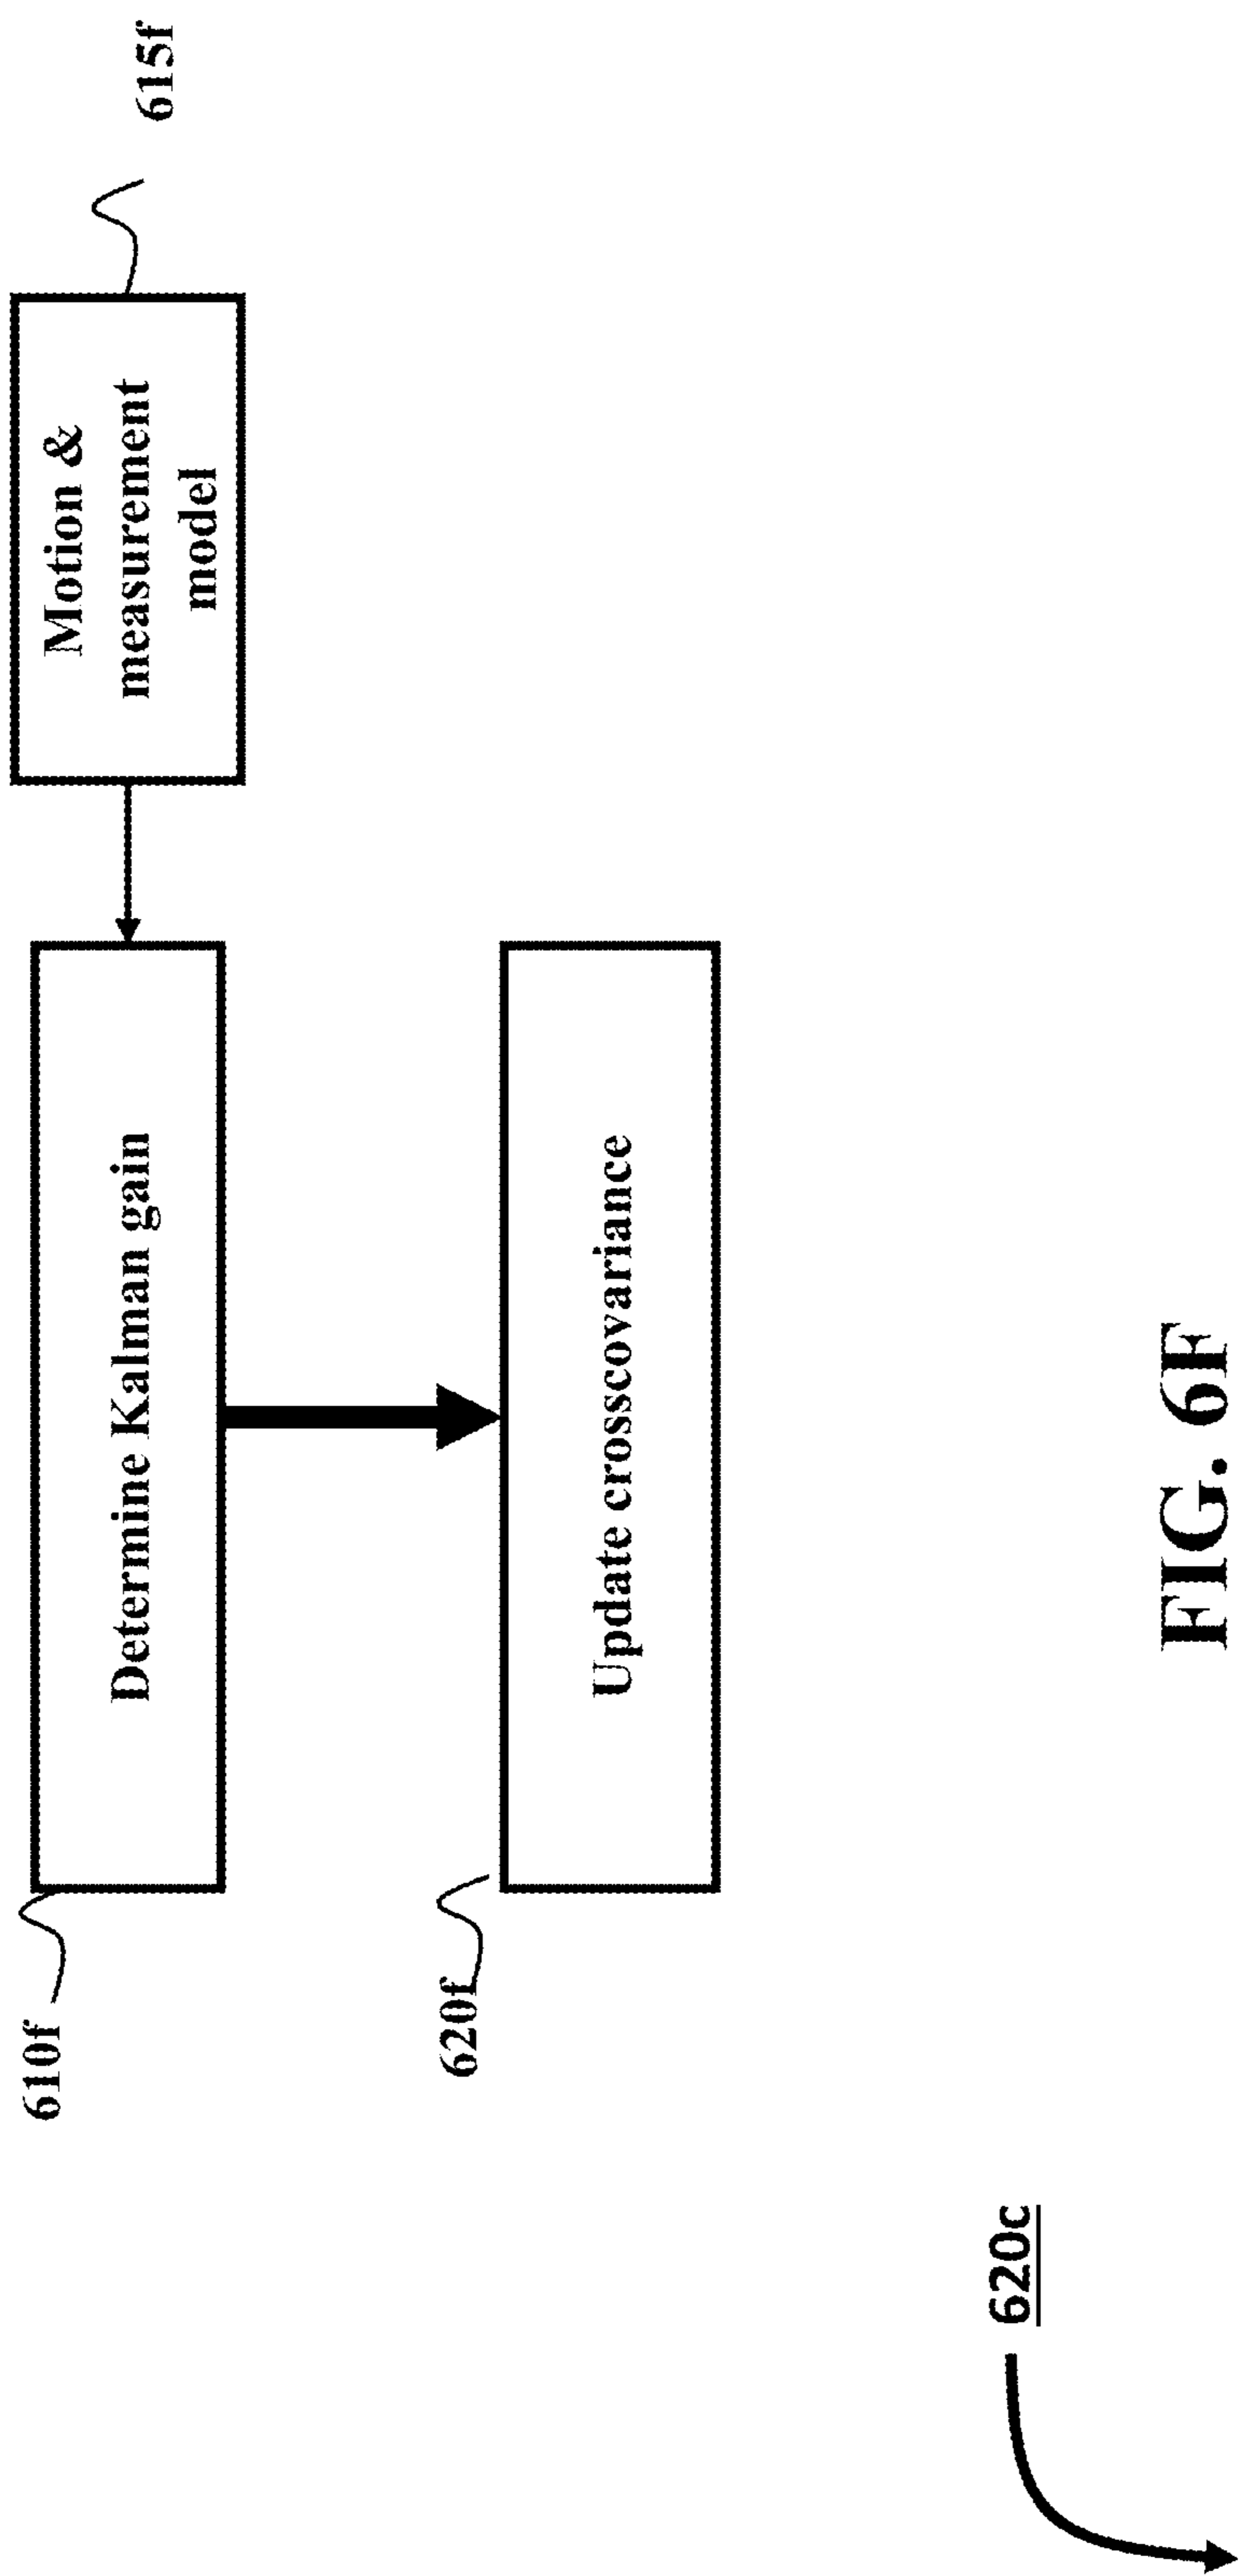 610f
Determine Kalman gain
Motion &
measurement
model
615f
620f
Update crosscovariance
620c
FIG. 6F